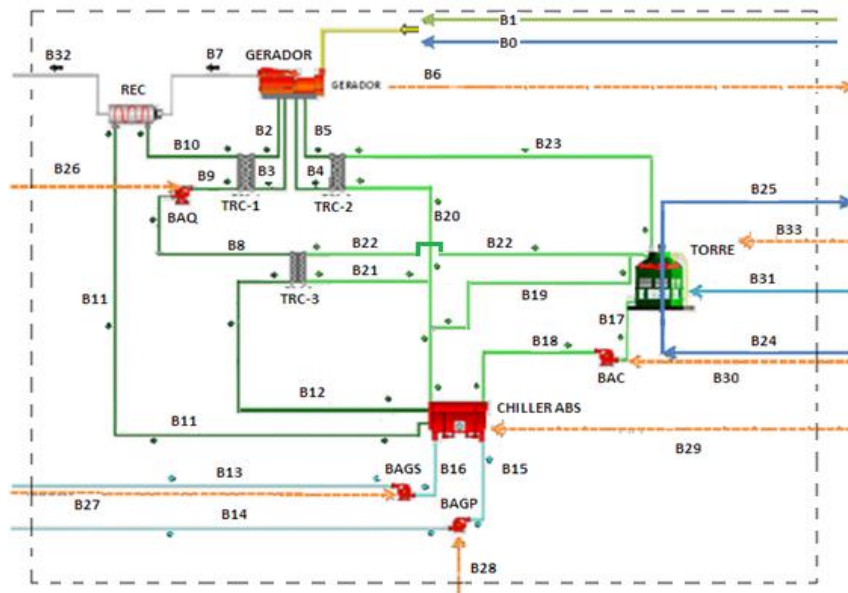 B1
B0
B32
B7
GERADOR
GERADOR
B6
REC
B10
B2
B5
B23
B26
B9
B3
B4
B25
BAQ
TRC-1
TRC-2
B20
B33
B8
B22
B22
TORRE
B21
TRC-3
B19
B31
B11
B17
B18
B24
BAC
B30
B12
CHILLER ABS
B11
B29
B13
BAGS
B16
B15
B27
BAGP
B14
B28